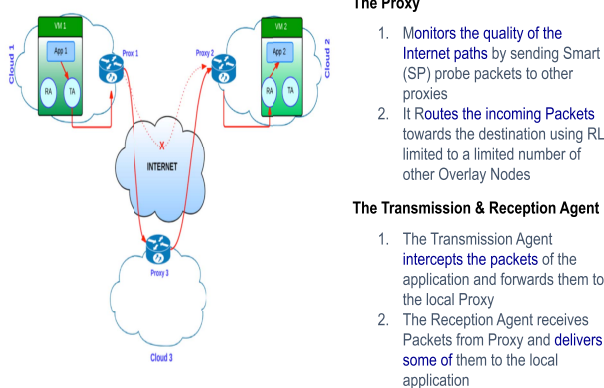 VM 1
App 1
RA
TA
Cloud 1
Prox 1
Proxy 2
VM 2
App 2
RA
TA
Cloud 2
X
INTERNET
Proxy 3
Cloud 3
The Proxy
1. Monitors the quality of the
Internet paths by sending Smart
(SP) probe packets to other
proxies
2. It Routes the incoming Packets
towards the destination using RL
limited to a limited number of
other Overlay Nodes
The Transmission & Reception Agent
1. The Transmission Agent
intercepts the packets of the
application and forwards them to
the local Proxy
2. The Reception Agent receives
Packets from Proxy and delivers
some of them to the local
application